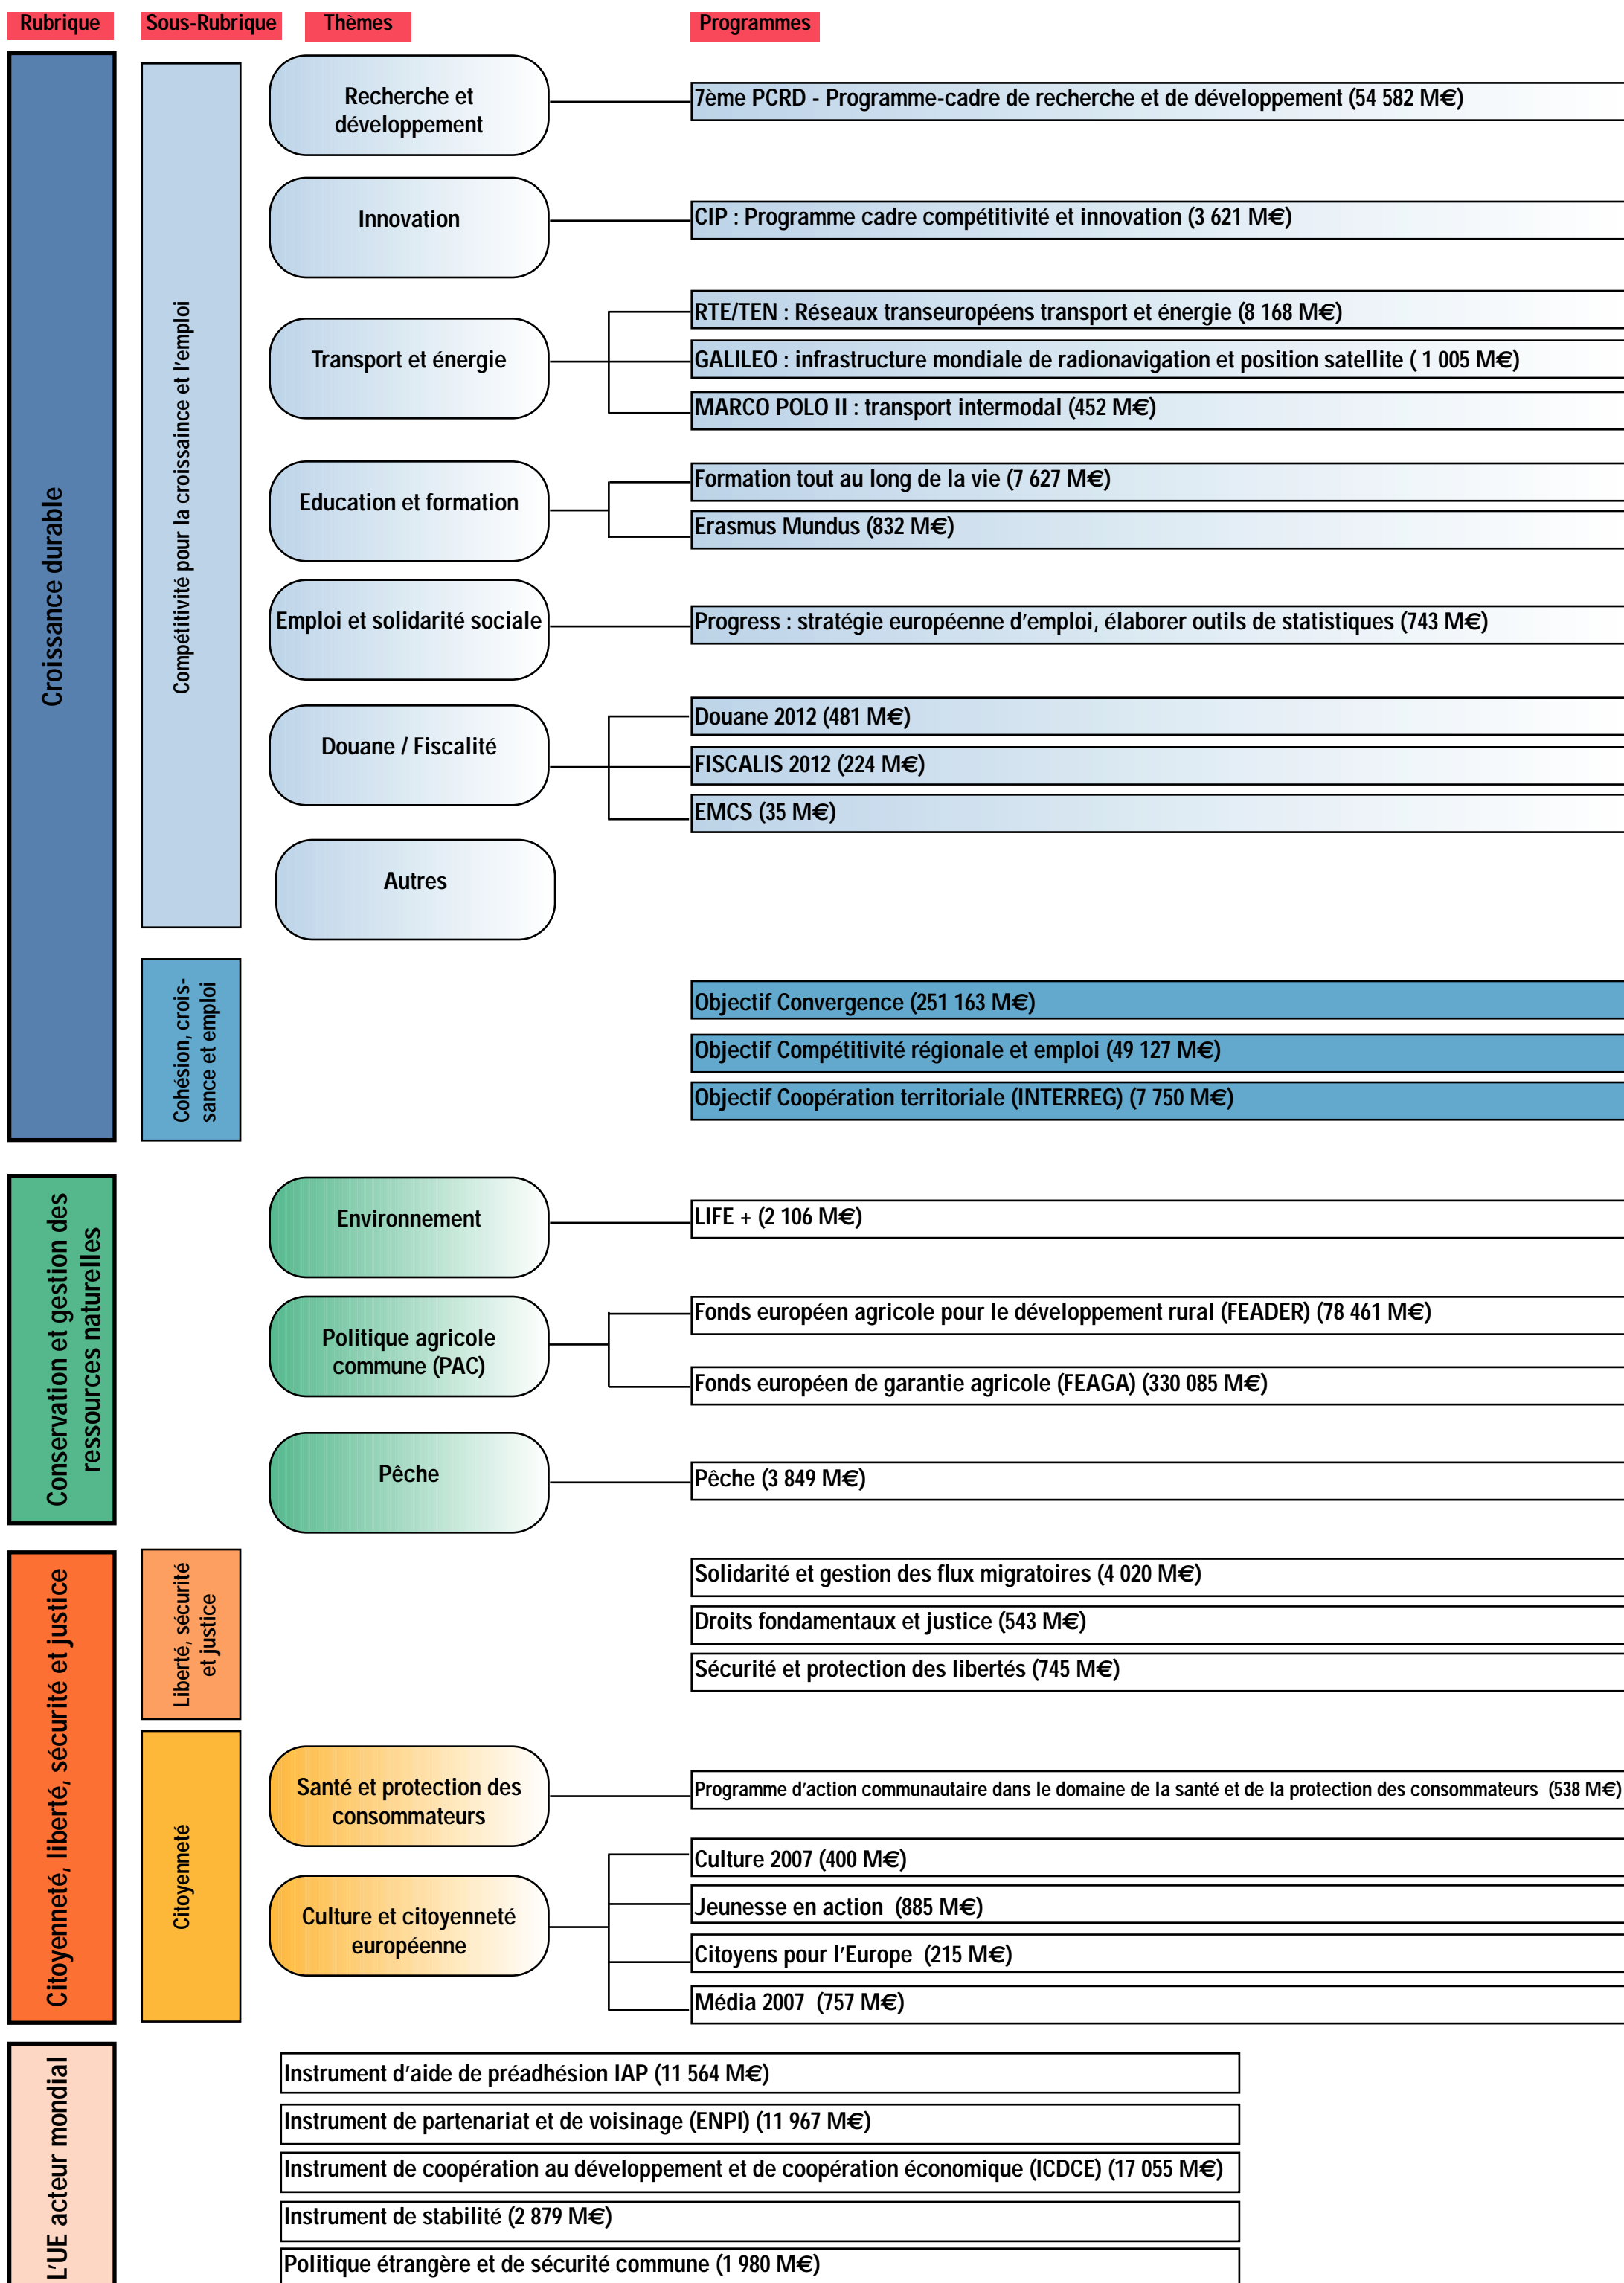 Rubrique
Sous-Rubrique
Thèmes
Programmes
Croissance durable
Compétitivité pour la croissaince et l'emploi
Recherche et
développement
7ème PCRD - Programme-cadre de recherche et de développement (54 582 M€)
Innovation
CIP : Programme cadre compétitivité et innovation (3 621 M€)
Transport et énergie
RTE/TEN : Réseaux transeuropéens transport et énergie (8 168 M€)
GALILEO : infrastructure mondiale de radionavigation et position satellite ( 1 005 M€)
MARCO POLO II : transport intermodal (452 M€)
Education et formation
Formation tout au long de la vie (7 627 M€)
Erasmus Mundus (832 M€)
Emploi et solidarité sociale
Progress : stratégie européenne d'emploi, élaborer outils de statistiques (743 M€)
Douane / Fiscalité
Douane 2012 (481 M€)
FISCALIS 2012 (224 M€)
EMCS (35 M€)
Autres
Cohésion, crois-
sance et emploi
Objectif Convergence (251 163 M€)
Objectif Compétitivité régionale et emploi (49 127 M€)
Objectif Coopération territoriale (INTERREG) (7 750 M€)
Conservation et gestion des
ressources naturelles
Environnement
LIFE + (2 106 M€)
Politique agricole
commune (PAC)
Fonds européen agricole pour le développement rural (FEADER) (78 461 M€)
Fonds européen de garantie agricole (FEAGA) (330 085 M€)
Pêche
Pêche (3 849 M€)
Citoyenneté, liberté, sécurité et justice
Liberté, sécurité
et justice
Solidarité et gestion des flux migratoires (4 020 M€)
Droits fondamentaux et justice (543 M€)
Sécurité et protection des libertés (745 M€)
Citoyenneté
Santé et protection des
consommateurs
Programme d'action communautaire dans le domaine de la santé et de la protection des consommateurs (538 M€)
Culture et citoyenneté
européenne
Culture 2007 (400 M€)
Jeunesse en action (885 M€)
Citoyens pour l'Europe (215 M€)
Média 2007 (757 M€)
L'UE acteur mondial
Instrument d'aide de préadhésion IAP (11 564 M€)
Instrument de partenariat et de voisinage (ENPI) (11 967 M€)
Instrument de coopération au développement et de coopération économique (ICDCE) (17 055 M€)
Instrument de stabilité (2 879 M€)
Politique étrangère et de sécurité commune (1 980 M€)